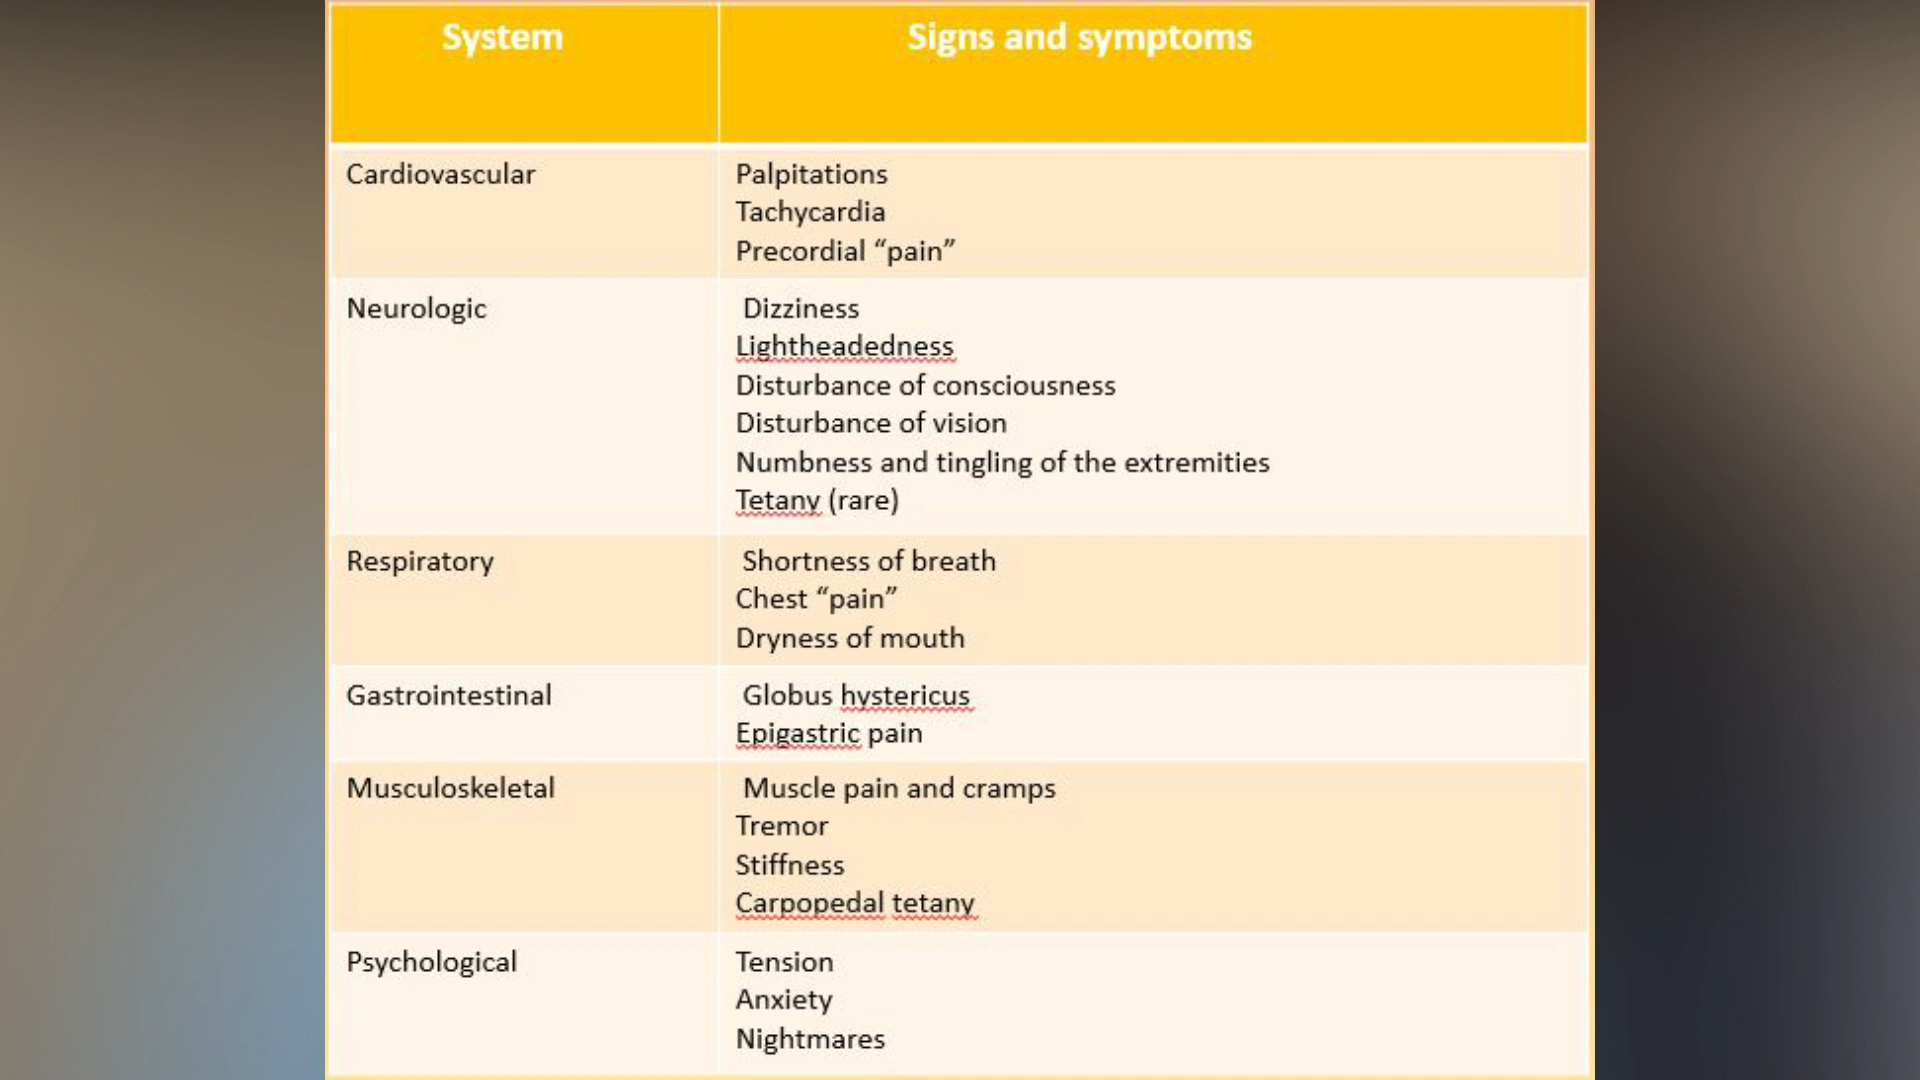 System
Signs and symptoms
Cardiovascular
Palpitations
Tachycardia
Precordial “pain”
Neurologic
Dizziness
Lightheadedness
Disturbance of consciousness
Disturbance of vision
Numbness and tingling of the extremities
Tetany (rare)
Respiratory
Shortness of breath
Chest “pain”
Dryness of mouth
Gastrointestinal
Globus hystericus
Epigastric pain
Musculoskeletal
Muscle pain and cramps
Tremor
Stiffness
Carpopedal tetany
Psychological
Tension
Anxiety
Nightmares